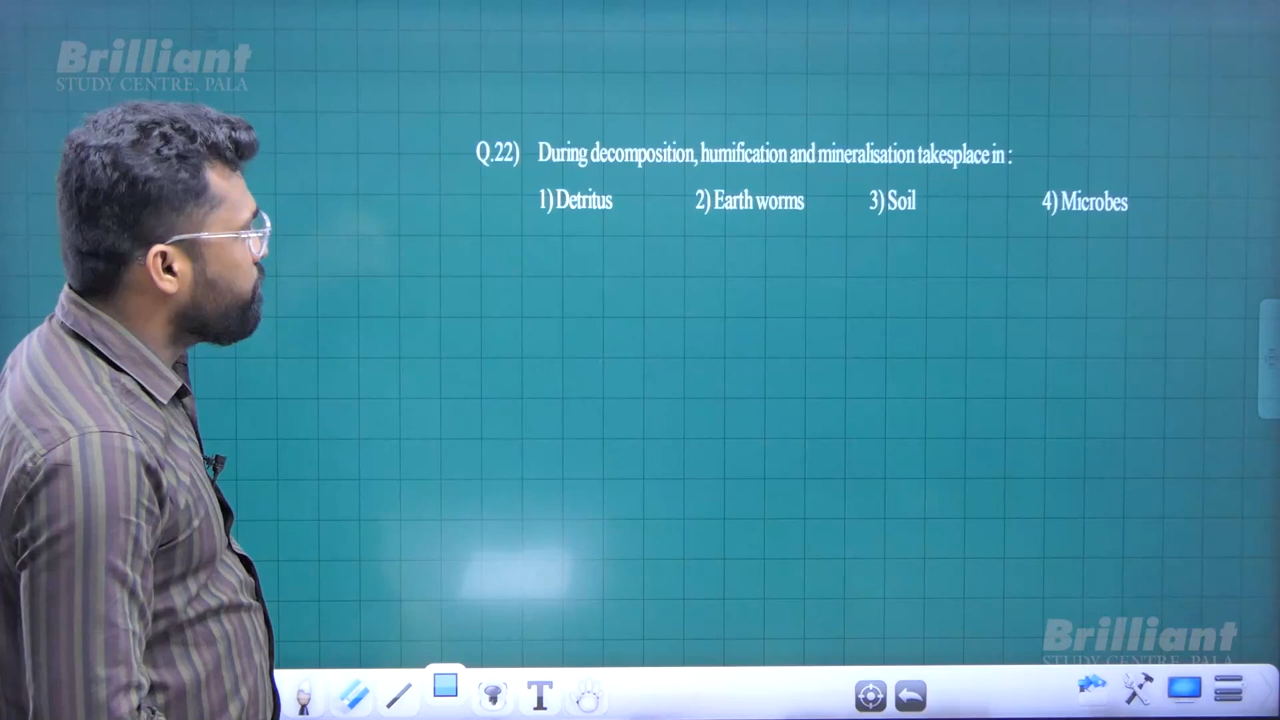 Brilliant
STUDY CENTRE, PALA
Q.22) During decomposition, humification and mineralisation takesplace in :
1) Detritus 2) Earth worms 3) Soil 4) Microbes
Brilliant
STUDY CENTRE, PALA
T